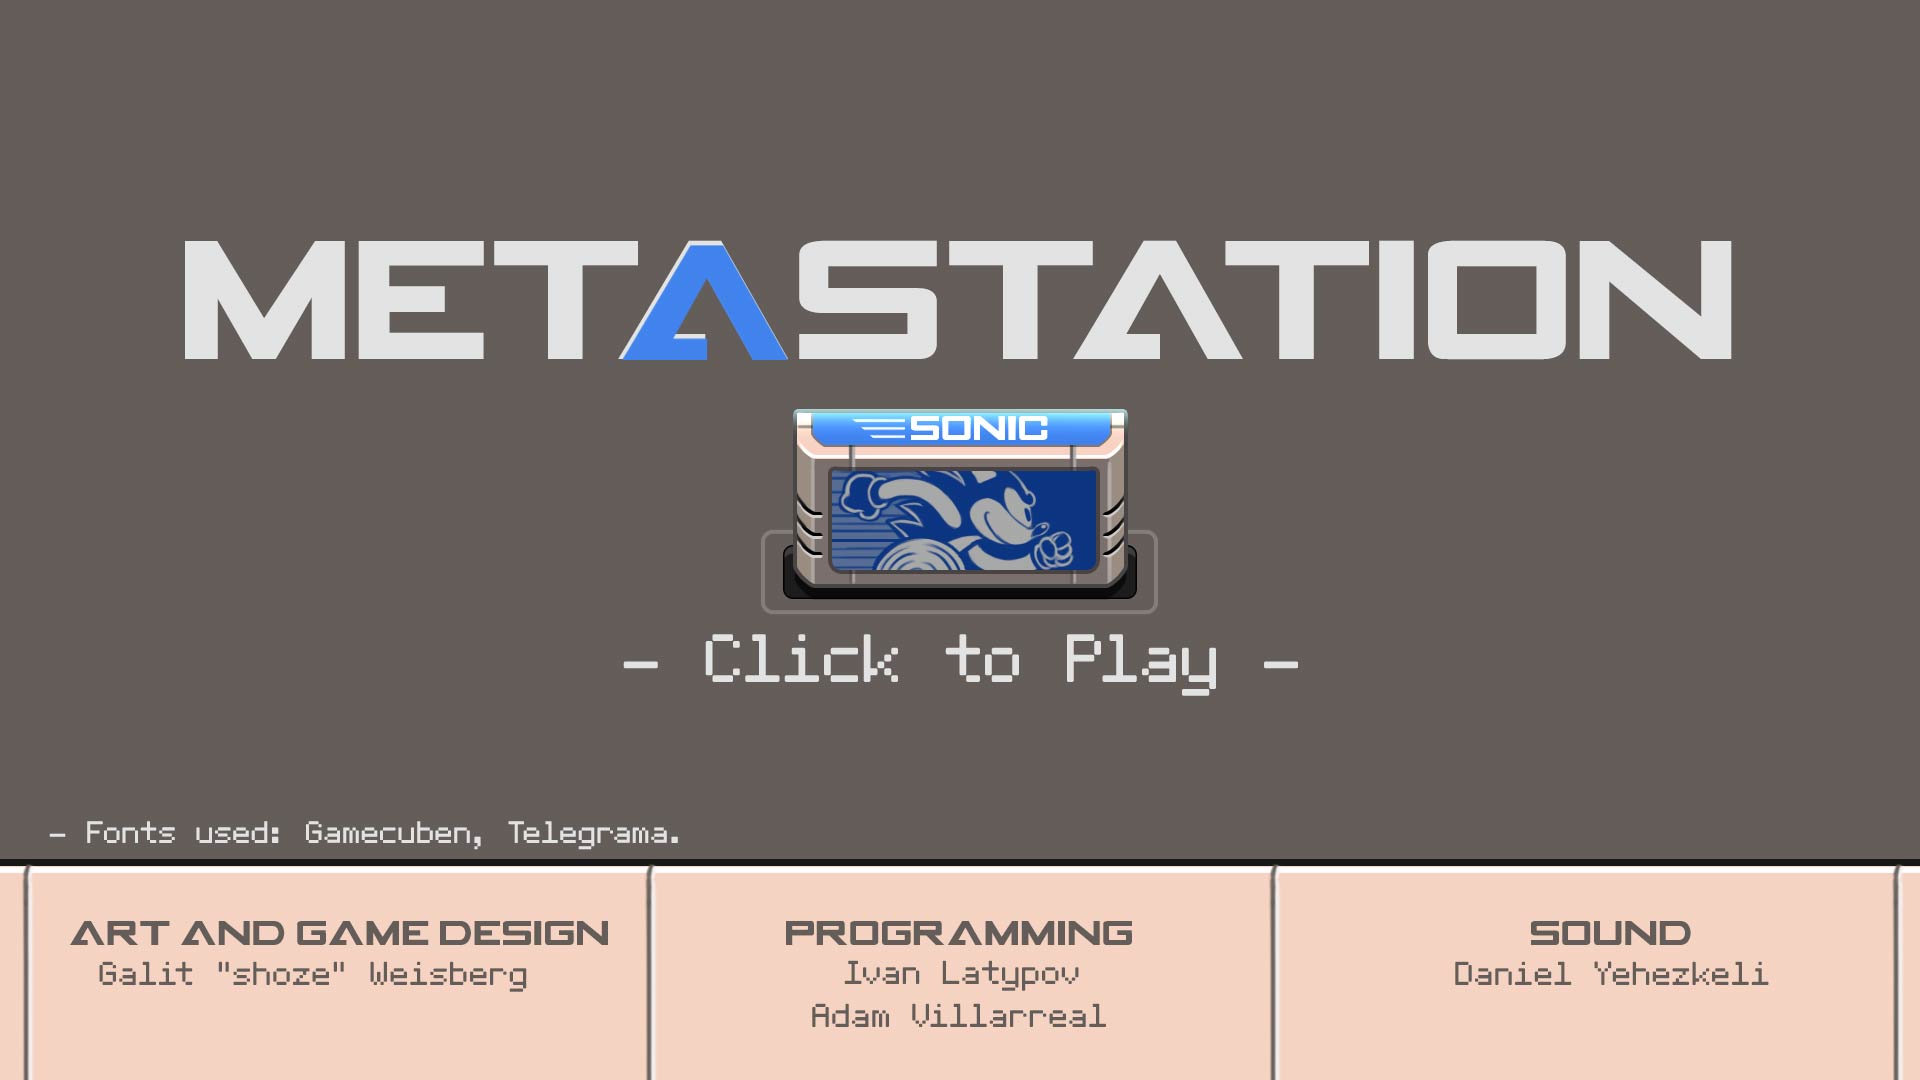 METASTATION
SONIC
- Click to Play -
- Fonts used: Gamecuben, Telegrama.
ART AND GAME DESIGN
Galit "shoze" Weisberg
PROGRAMMING
Ivan Latypov
Adam Villarreal
SOUND
Daniel Yehezkeli